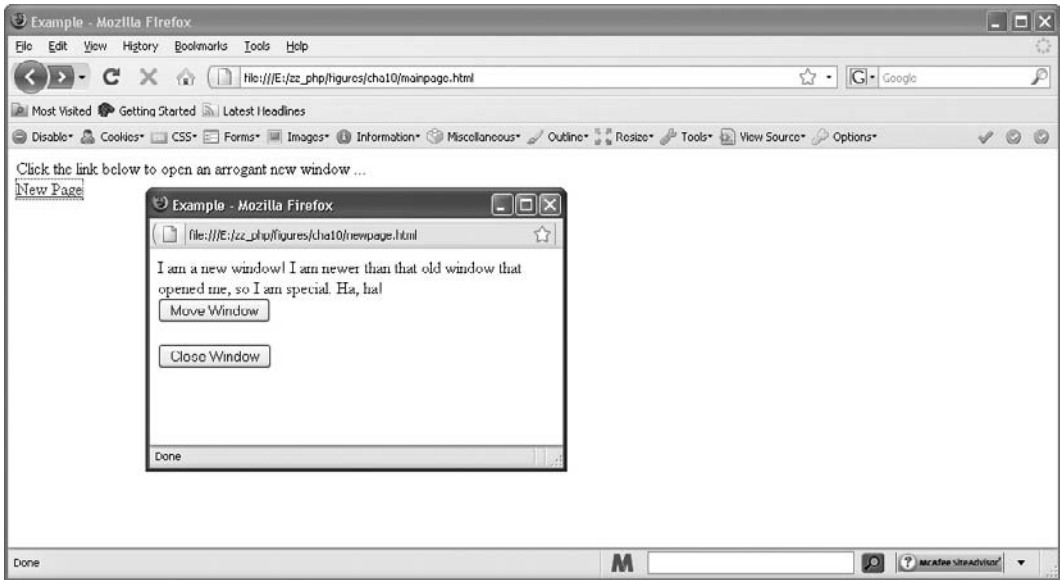 Example - Mozilla Firefox
File Edit View History Bookmarks Tools Help
file:///E:/zz_php/figures/cha10/mainpage.html
G Google
Most Visited Getting Started Latest Headlines
Disable Cookies CSS Forms Images Information Miscellaneous Outline Resize Tools View Source Options
Click the link below to open an arrogant new window ...
New Page
Example - Mozilla Firefox
file:///E:/zz_php/figures/cha10/newpage.html
I am a new window! I am newer than that old window that
opened me, so I am special. Ha, ha!
Move Window
Close Window
Done
Done
M
McAfee SiteAdvisor